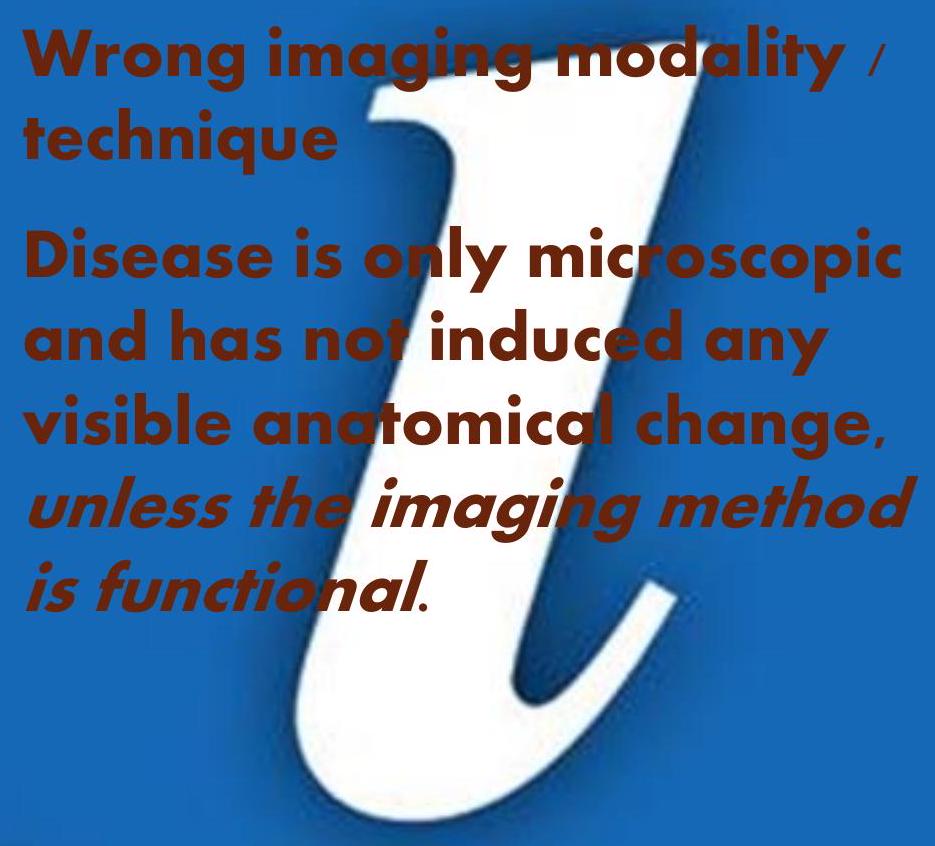 Wrong imaging modality /
technique
Disease is only microscopic
and has not induced any
visible anatomical change,
unless the imaging method
is functional.